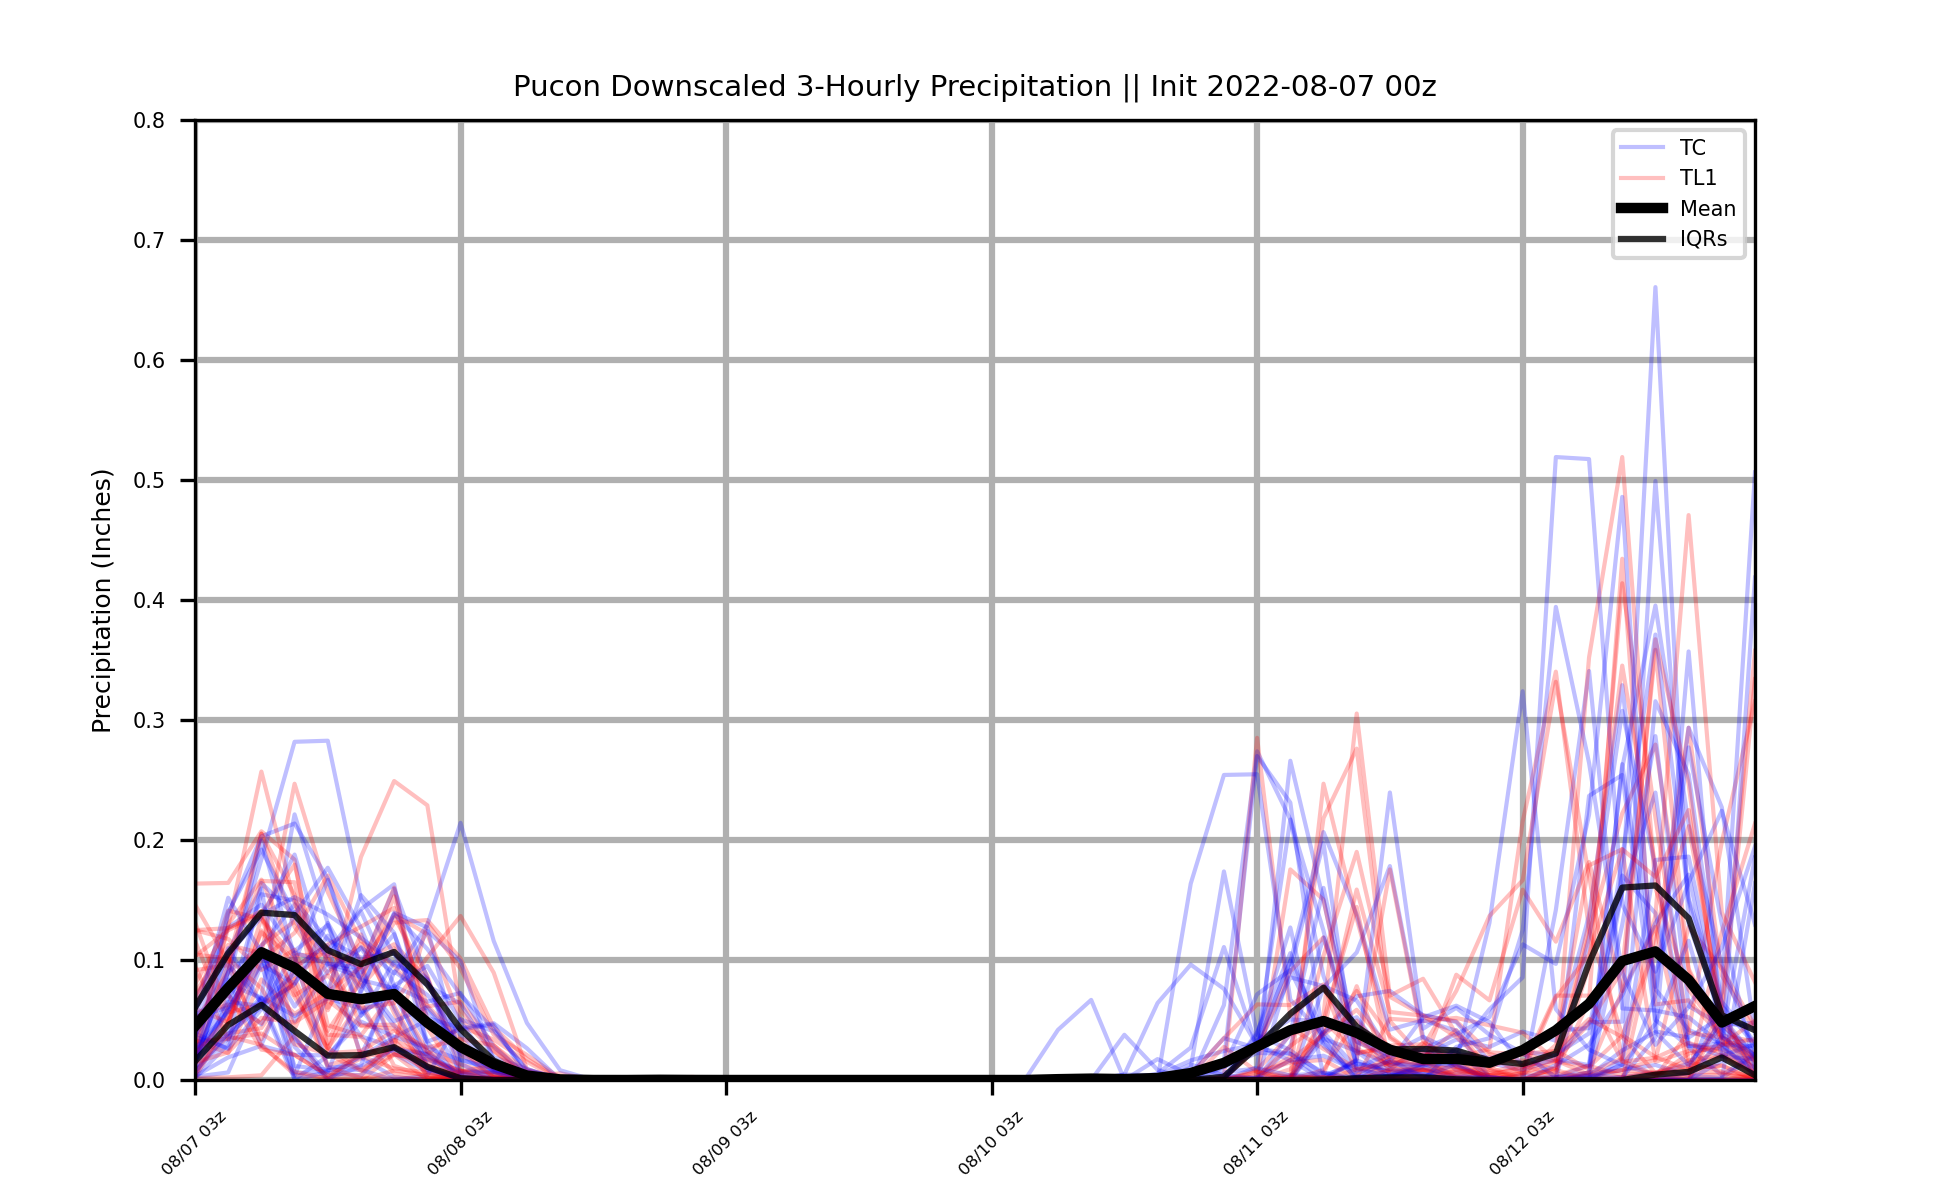 Pucon Downscaled 3-Hourly Precipitation || Init 2022-08-07 00z
TC
TL1
Mean
IQRs
Precipitation (Inches)
0.8
0.7
0.6
0.5
0.4
0.3
0.2
0.1
0.0
08/07 03z
08/08 03z
08/09 03z
08/10 03z
08/11 03z
08/12 03z